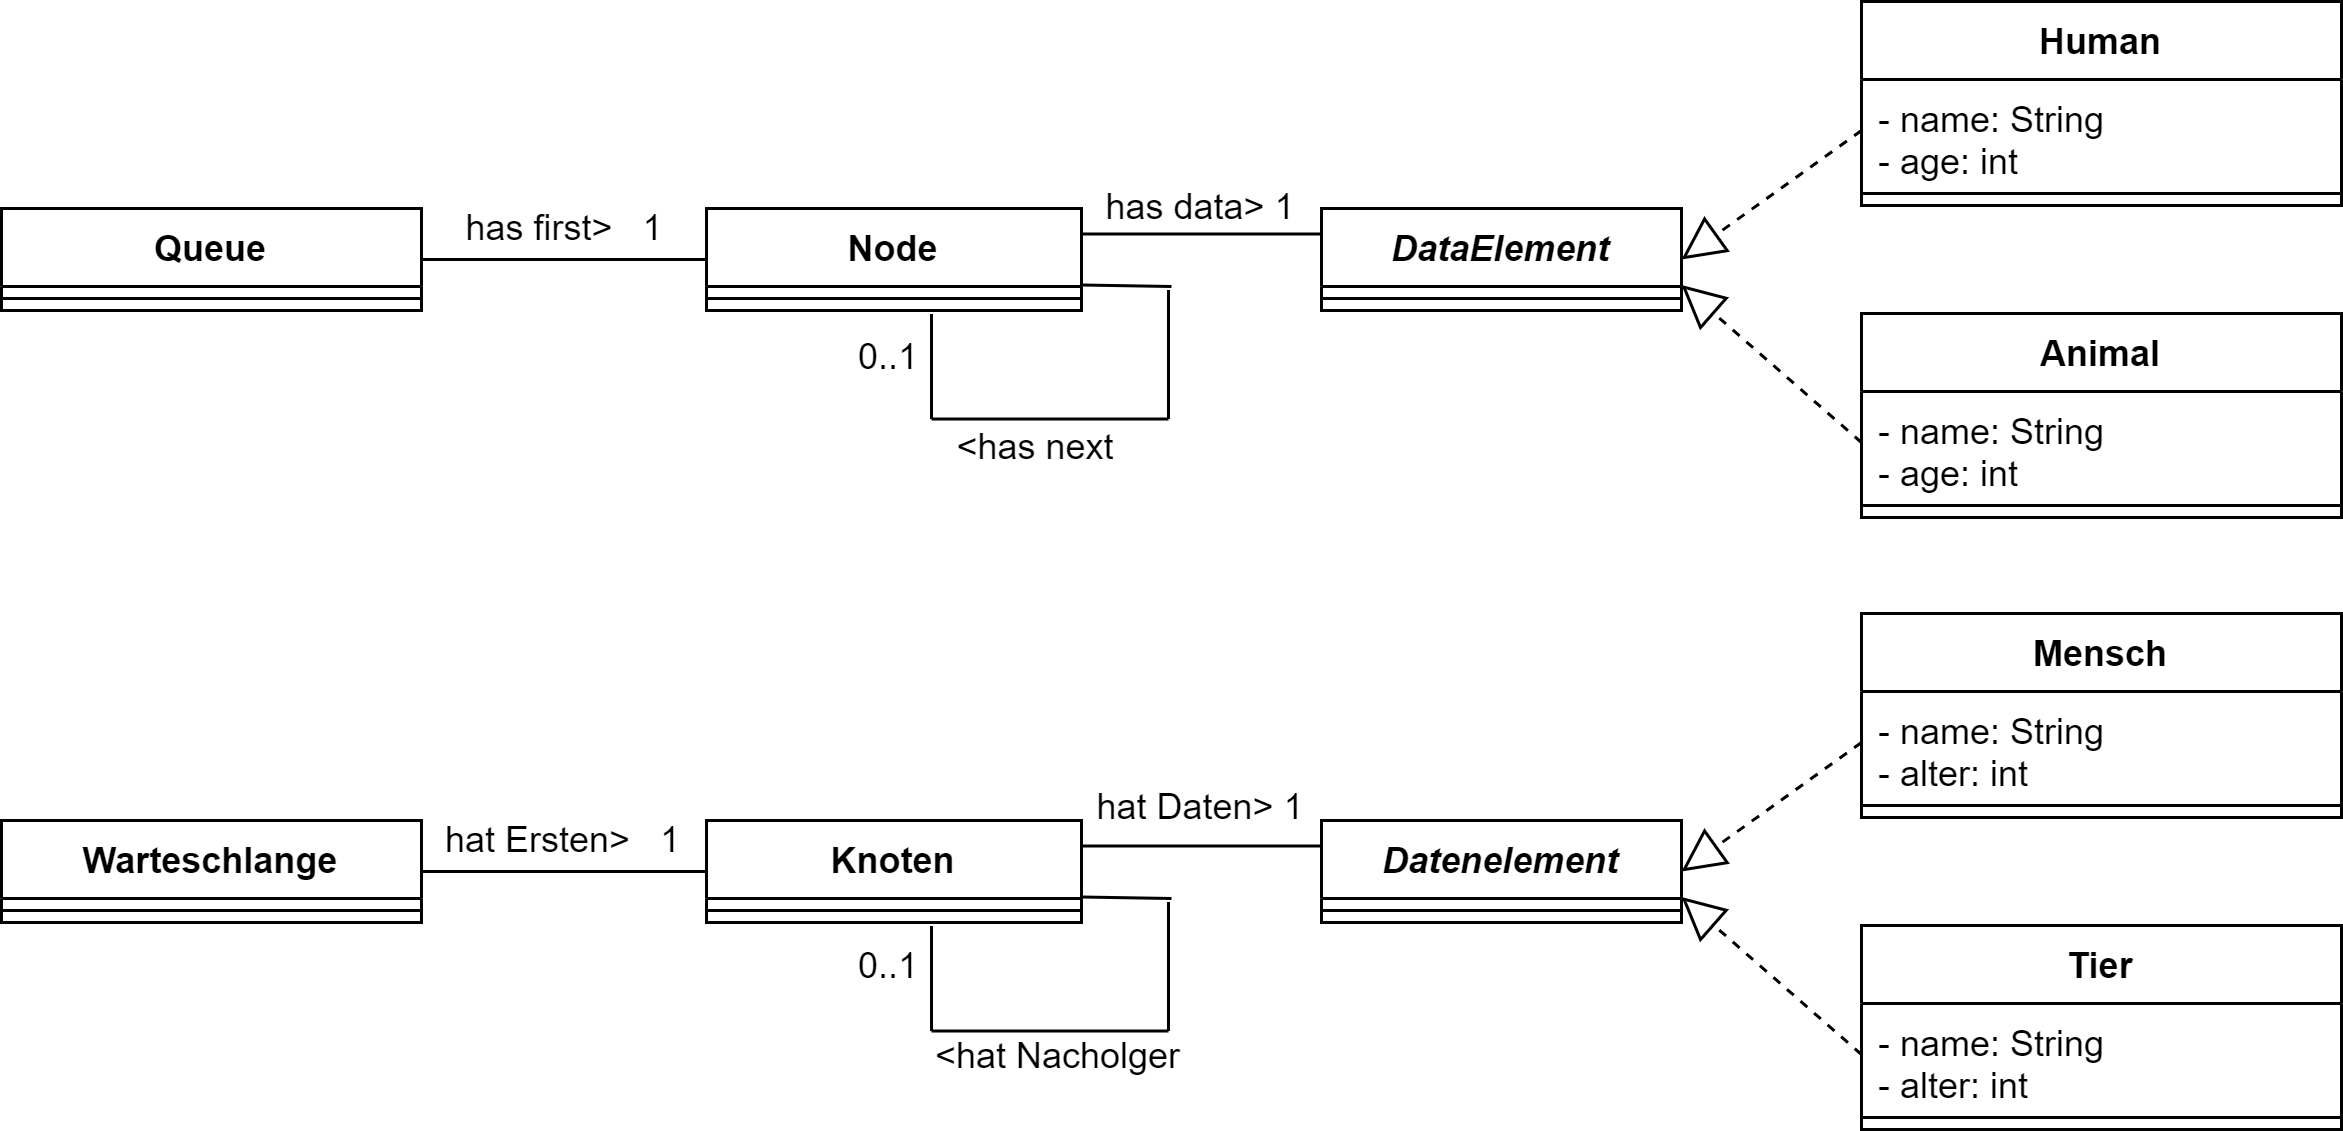 Human
- name: String
- age: int
Queue
has first> 1
Node
has data> 1
DataElement
0..1
<has next
Animal
- name: String
- age: int
Mensch
- name: String
- alter: int
Warteschlange
hat Ersten> 1
Knoten
hat Daten> 1
Datenelement
0..1
<hat Nacholger
Tier
- name: String
- alter: int